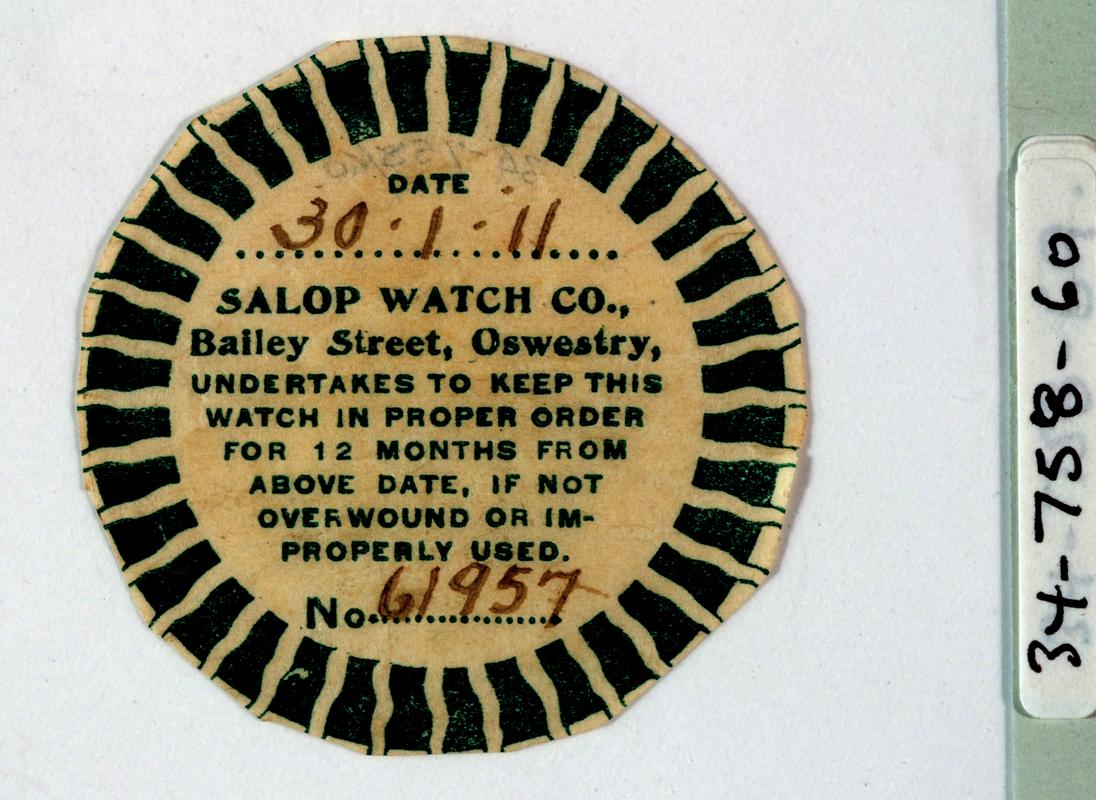 DATE
30.1.11
SALOP WATCH CO.,
Bailey Street, Oswestry,
UNDERTAKES TO KEEP THIS
WATCH IN PROPER ORDER
FOR 12 MONTHS FROM
ABOVE DATE, IF NOT
OVERWOUND OR IM-
PROPERLY USED.
No 61957
34-758-60